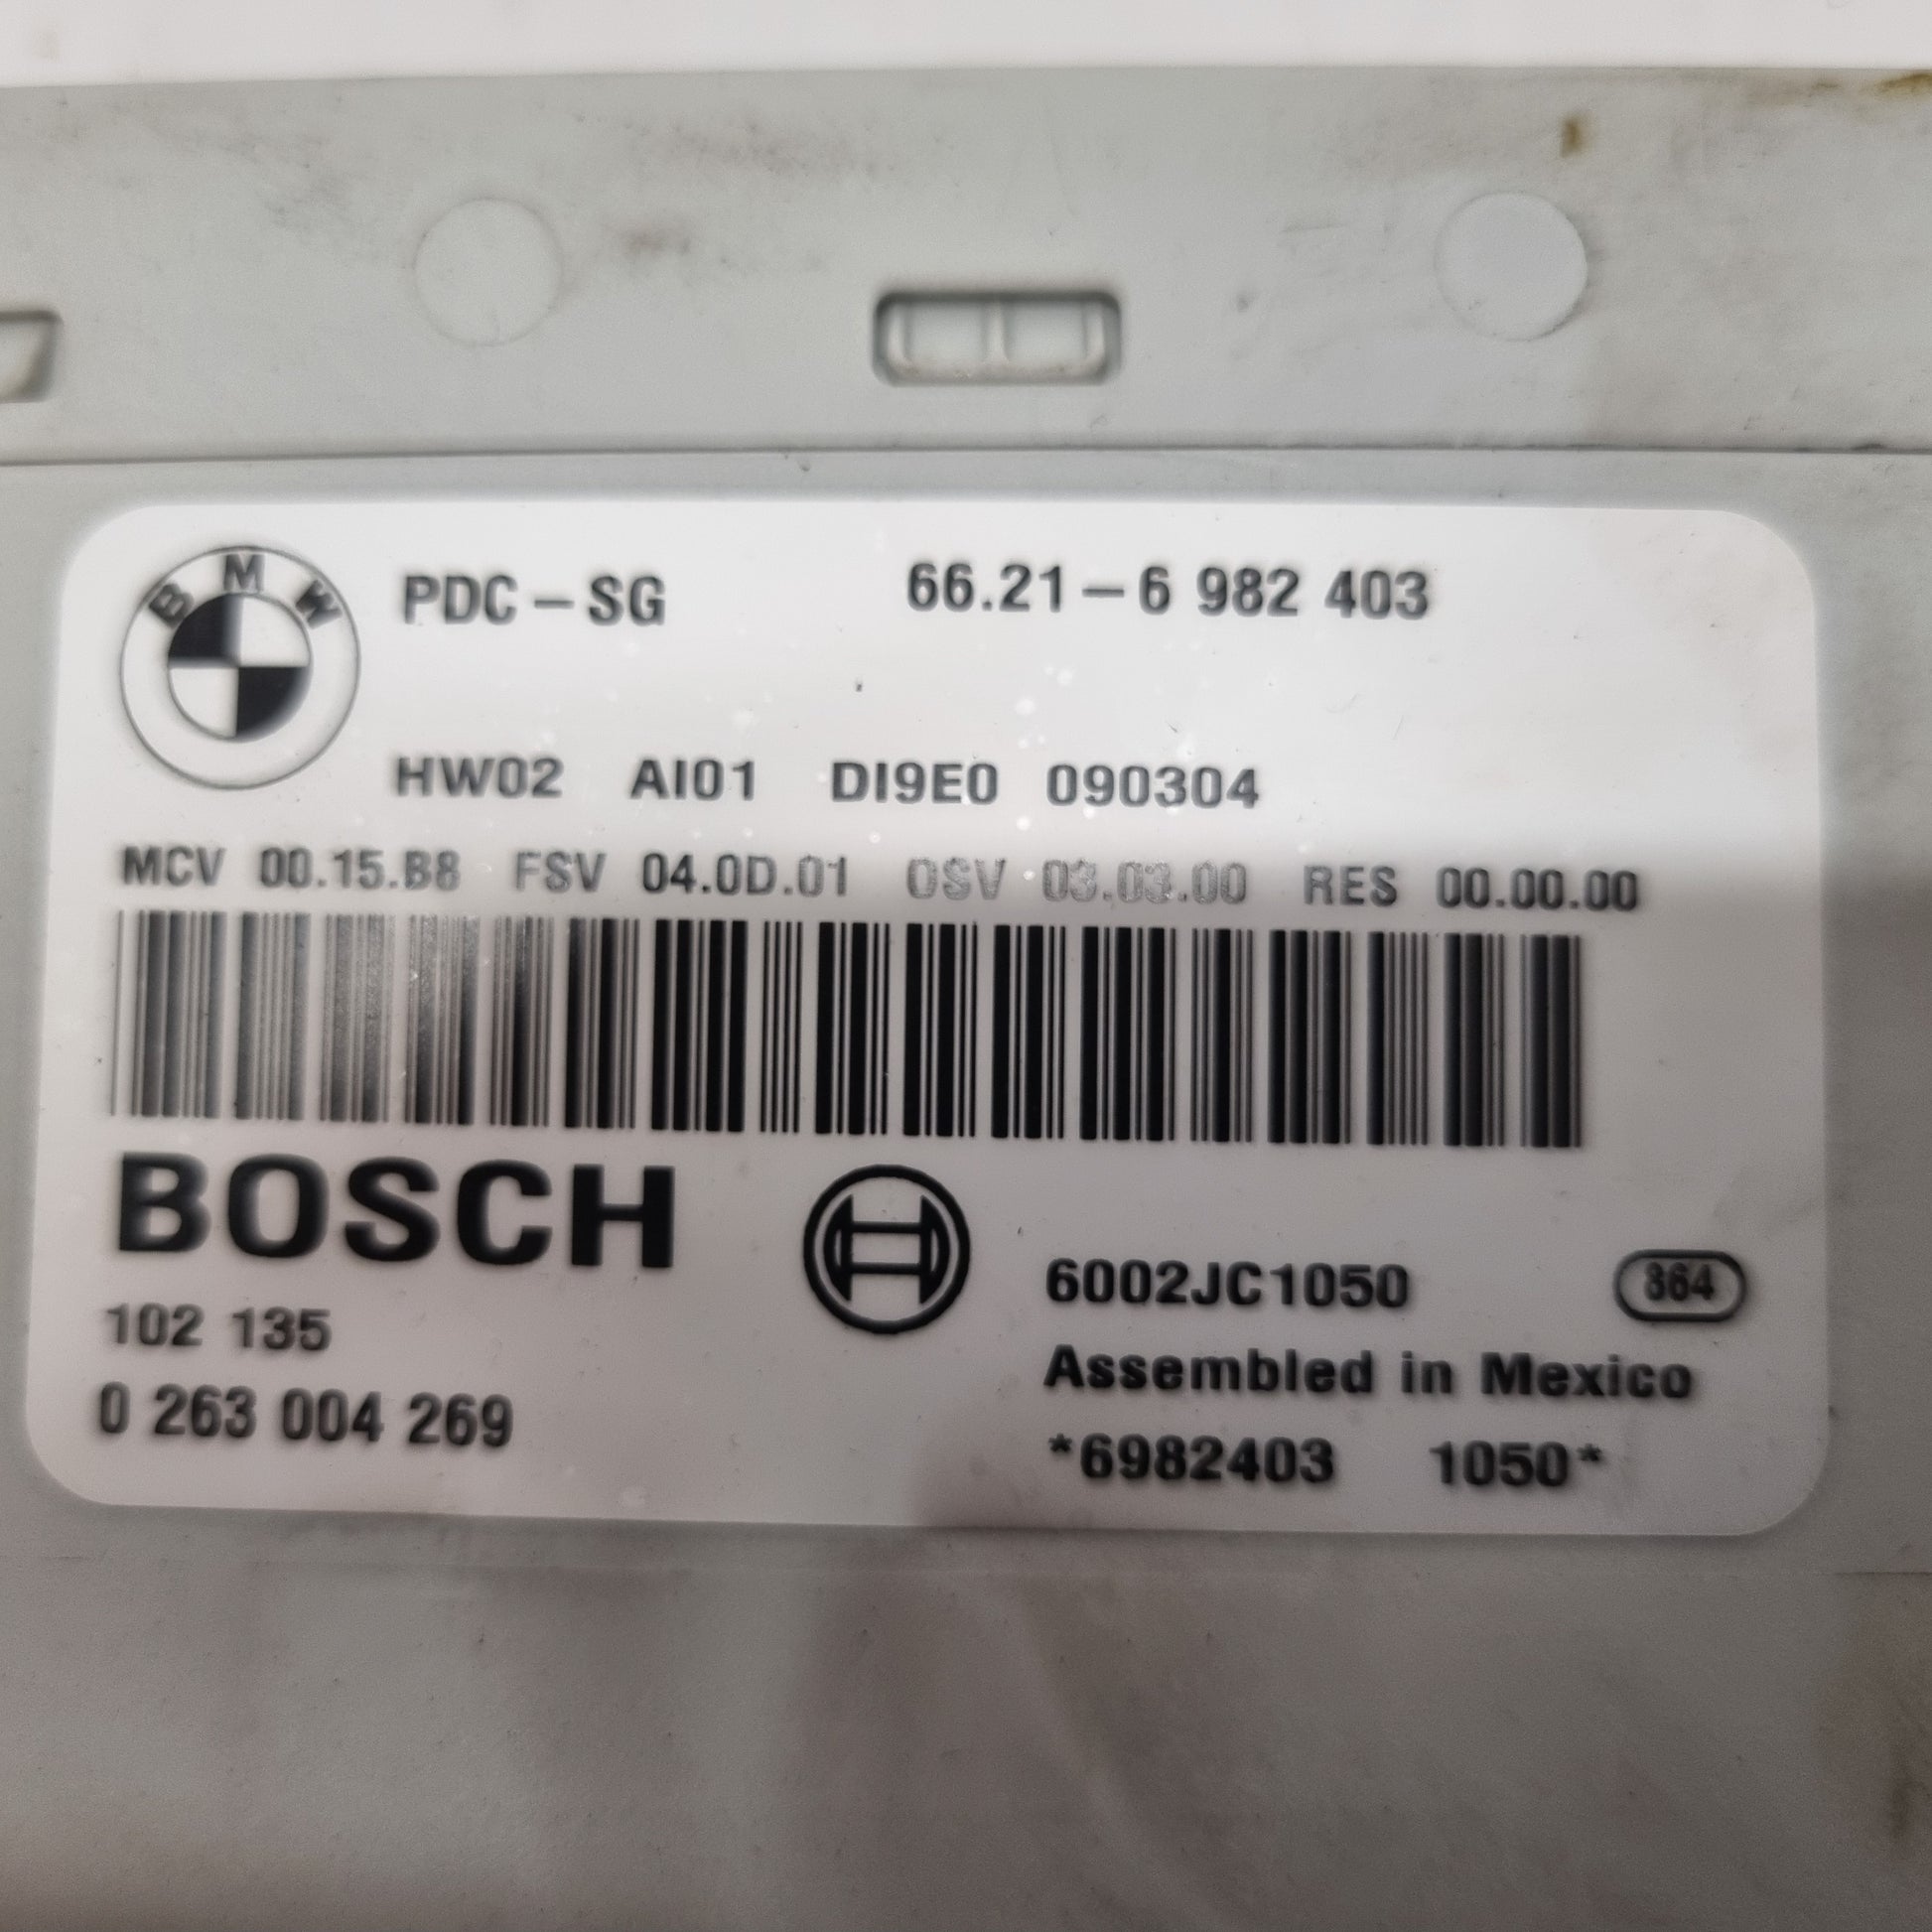 BMW
PDC – SG 66.21 – 6 982 403
HW02 AI01 DI9E0 090304
MCV 00.15.B8 FSV 04.0D.01 OSV 03.03.00 RES 00.00.00
BOSCH
102 135
0 263 004 269
6002JC1050 864
Assembled in Mexico
*6982403 1050*